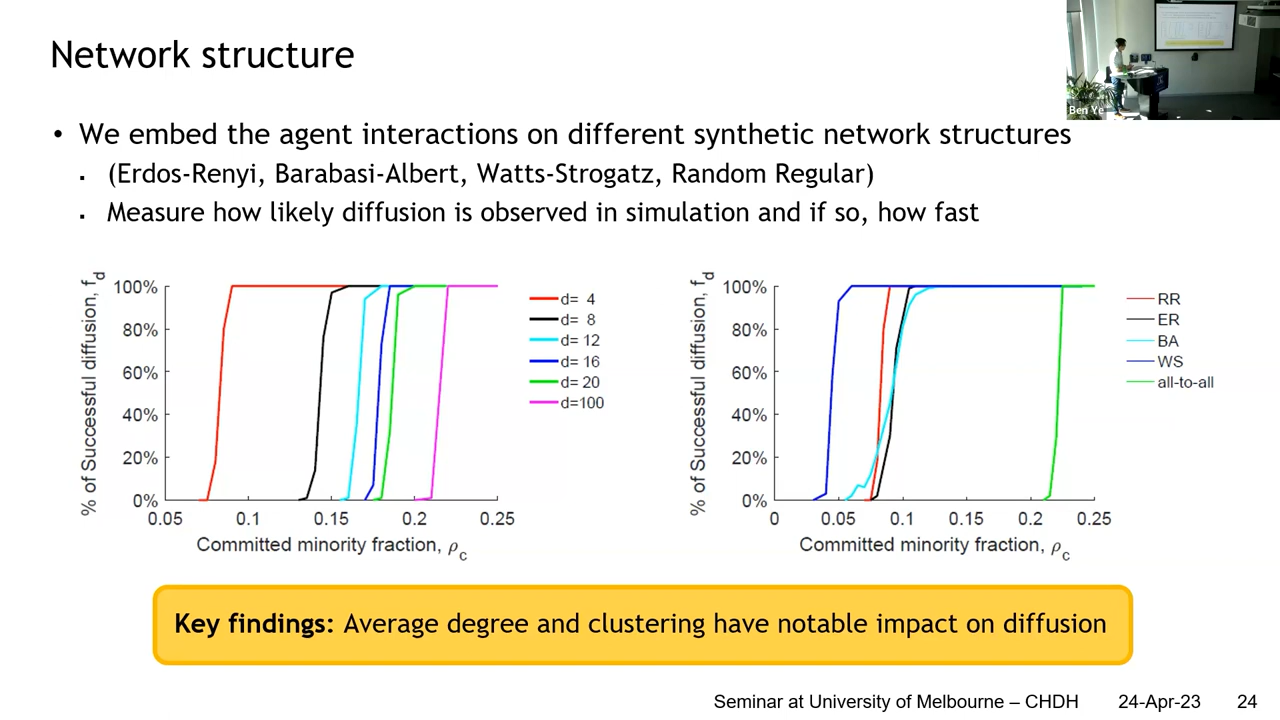 Network structure
Ben Ye
• We embed the agent interactions on different synthetic network structures
▪ (Erdos-Renyi, Barabasi-Albert, Watts-Strogatz, Random Regular)
▪ Measure how likely diffusion is observed in simulation and if so, how fast
% of Successful diffusion, f_d
100%
80%
60%
40%
20%
0%
0.05 0.1 0.15 0.2 0.25
Committed minority fraction, ρ_c
d= 4
d= 8
d= 12
d= 16
d= 20
d=100
% of Successful diffusion, f_d
100%
80%
60%
40%
20%
0%
0 0.05 0.1 0.15 0.2 0.25
Committed minority fraction, ρ_c
RR
ER
BA
WS
all-to-all
Key findings: Average degree and clustering have notable impact on diffusion
Seminar at University of Melbourne – CHDH 24-Apr-23 24